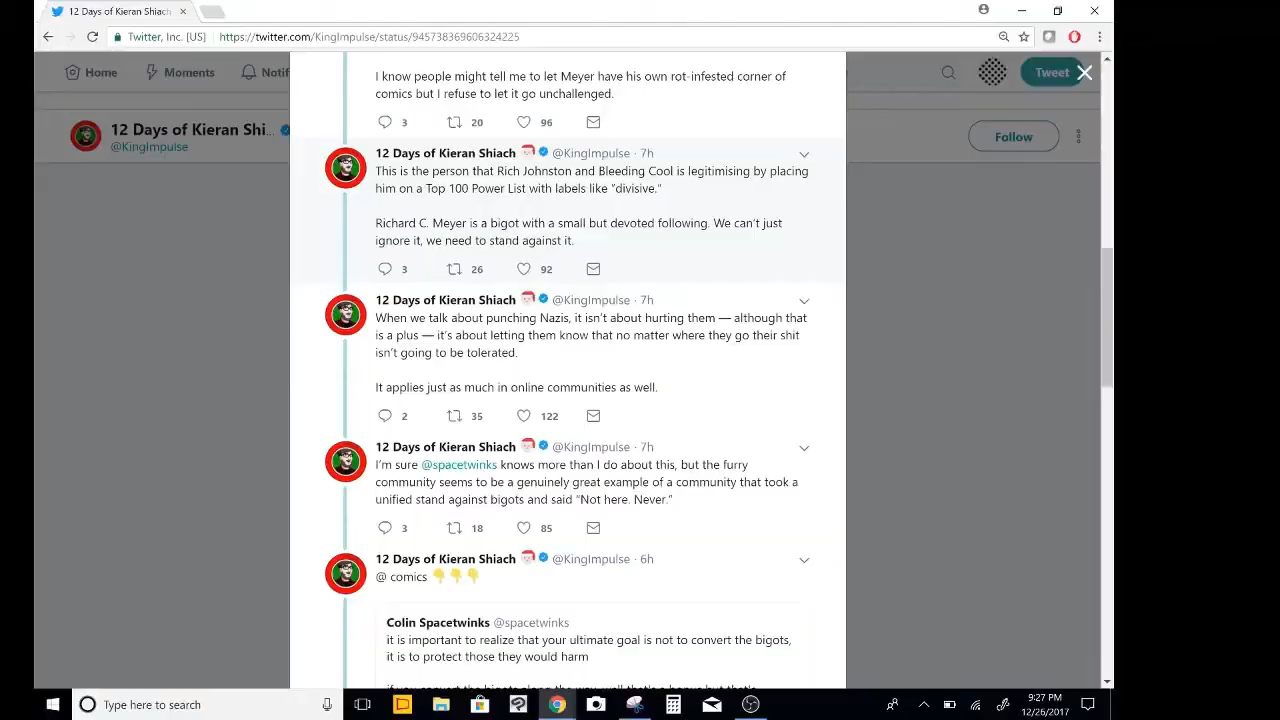 12 Days of Kieran Shiach
Twitter, Inc. [US]
https://twitter.com/KingImpulse/status/945738369606324225
Home
Moments
Notif
Tweet
12 Days of Kieran Shi...
@KingImpulse
Follow
I know people might tell me to let Meyer have his own rot-infested corner of
comics but I refuse to let it go unchallenged.
3 20 96
12 Days of Kieran Shiach @KingImpulse · 7h
This is the person that Rich Johnston and Bleeding Cool is legitimising by placing
him on a Top 100 Power List with labels like “divisive.”
Richard C. Meyer is a bigot with a small but devoted following. We can’t just
ignore it, we need to stand against it.
3 26 92
12 Days of Kieran Shiach @KingImpulse · 7h
When we talk about punching Nazis, it isn’t about hurting them — although that
is a plus — it’s about letting them know that no matter where they go their shit
isn’t going to be tolerated.
It applies just as much in online communities as well.
2 35 122
12 Days of Kieran Shiach @KingImpulse · 7h
I’m sure @spacetwinks knows more than I do about this, but the furry
community seems to be a genuinely great example of a community that took a
unified stand against bigots and said “Not here. Never.”
3 18 85
12 Days of Kieran Shiach @KingImpulse · 6h
@ comics 👇👇👇
Colin Spacetwinks @spacetwinks
it is important to realize that your ultimate goal is not to convert the bigots,
it is to protect those they would harm
Type here to search
9:27 PM
12/26/2017